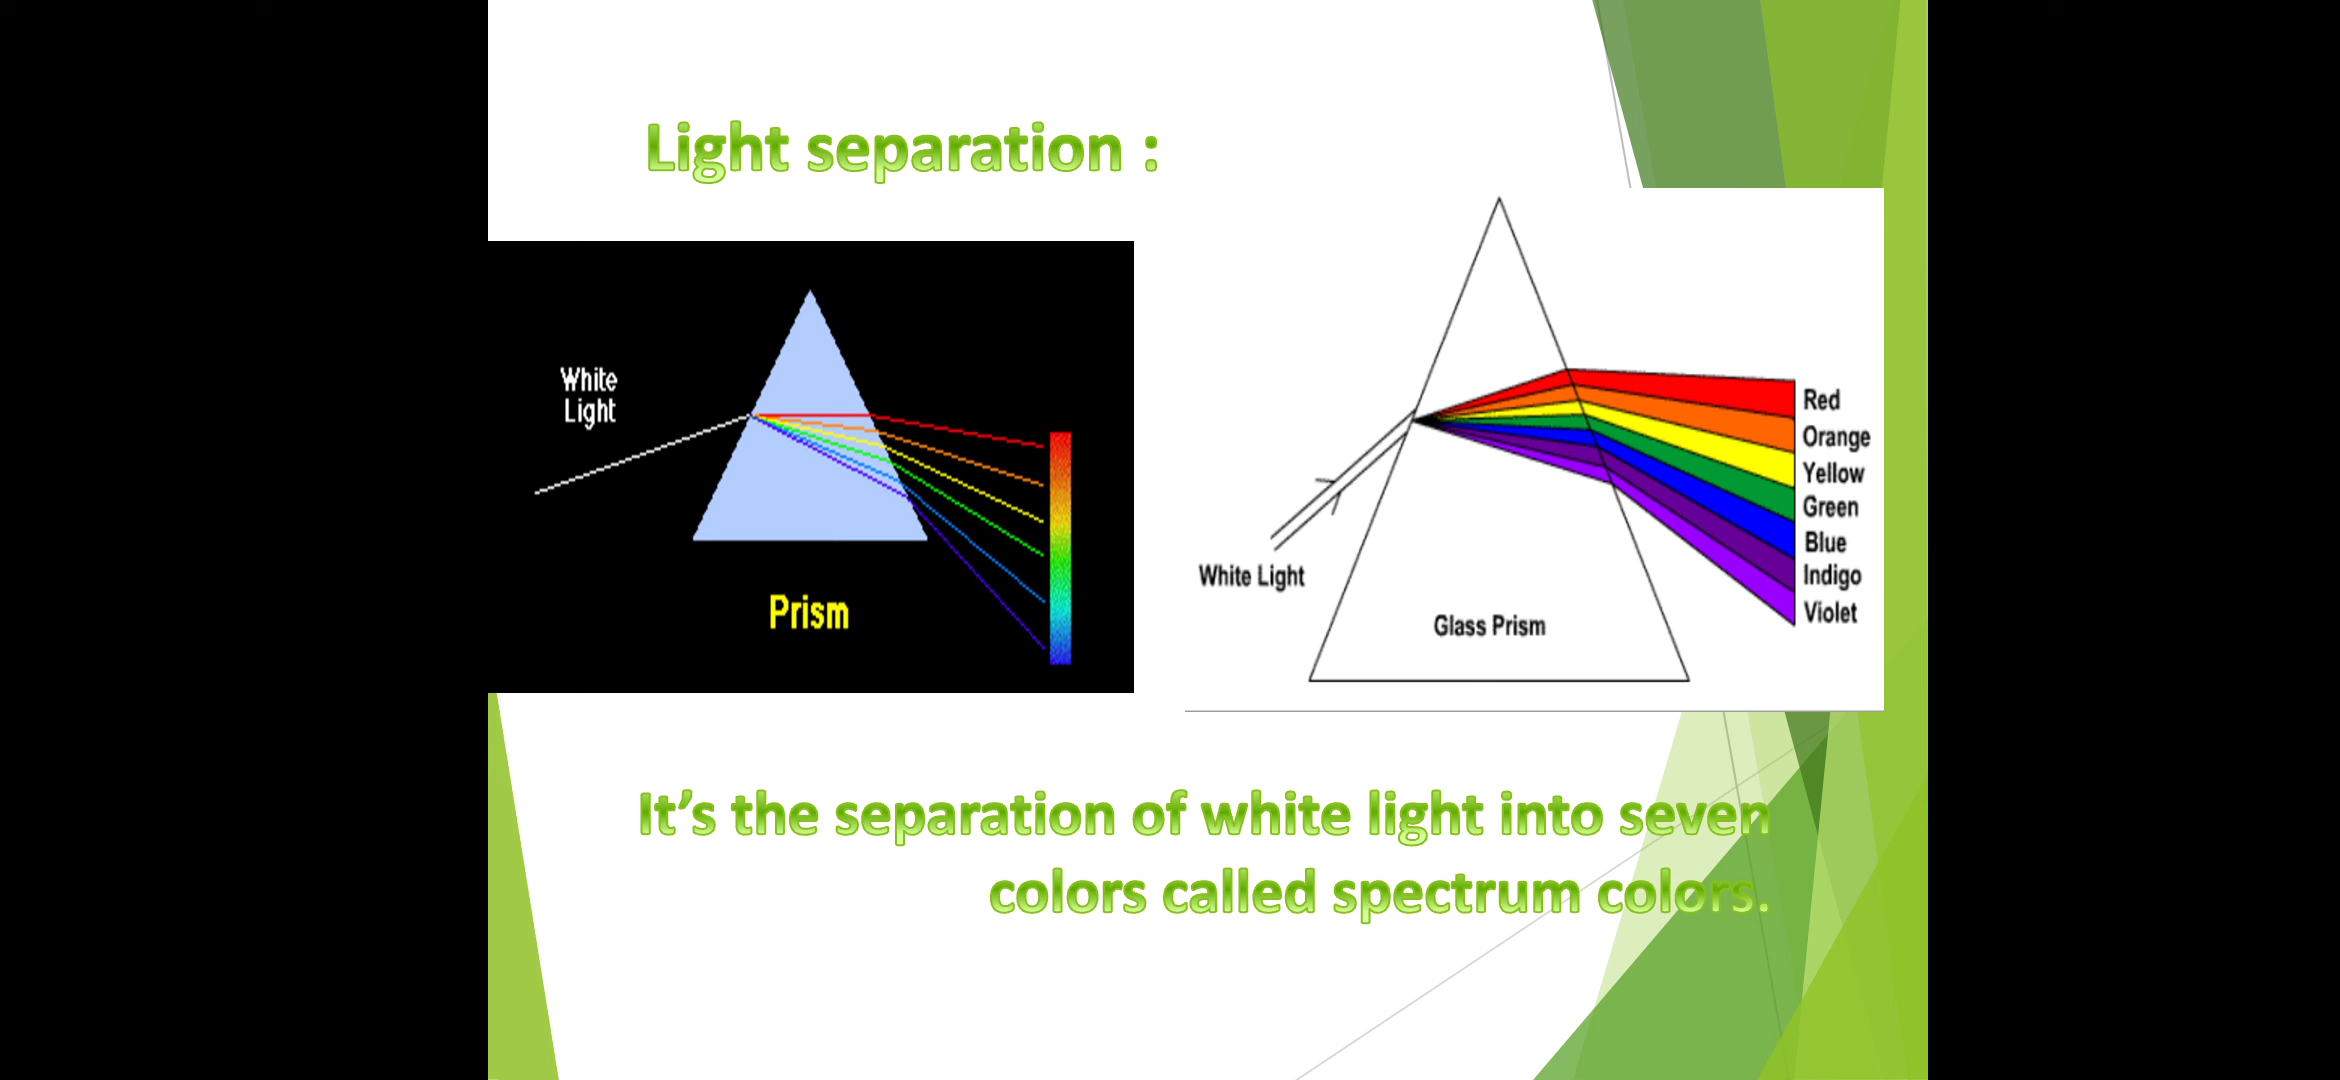 Light separation :
White
Light
Prism
White Light
Glass Prism
Red
Orange
Yellow
Green
Blue
Indigo
Violet
It’s the separation of white light into seven
colors called spectrum colors.